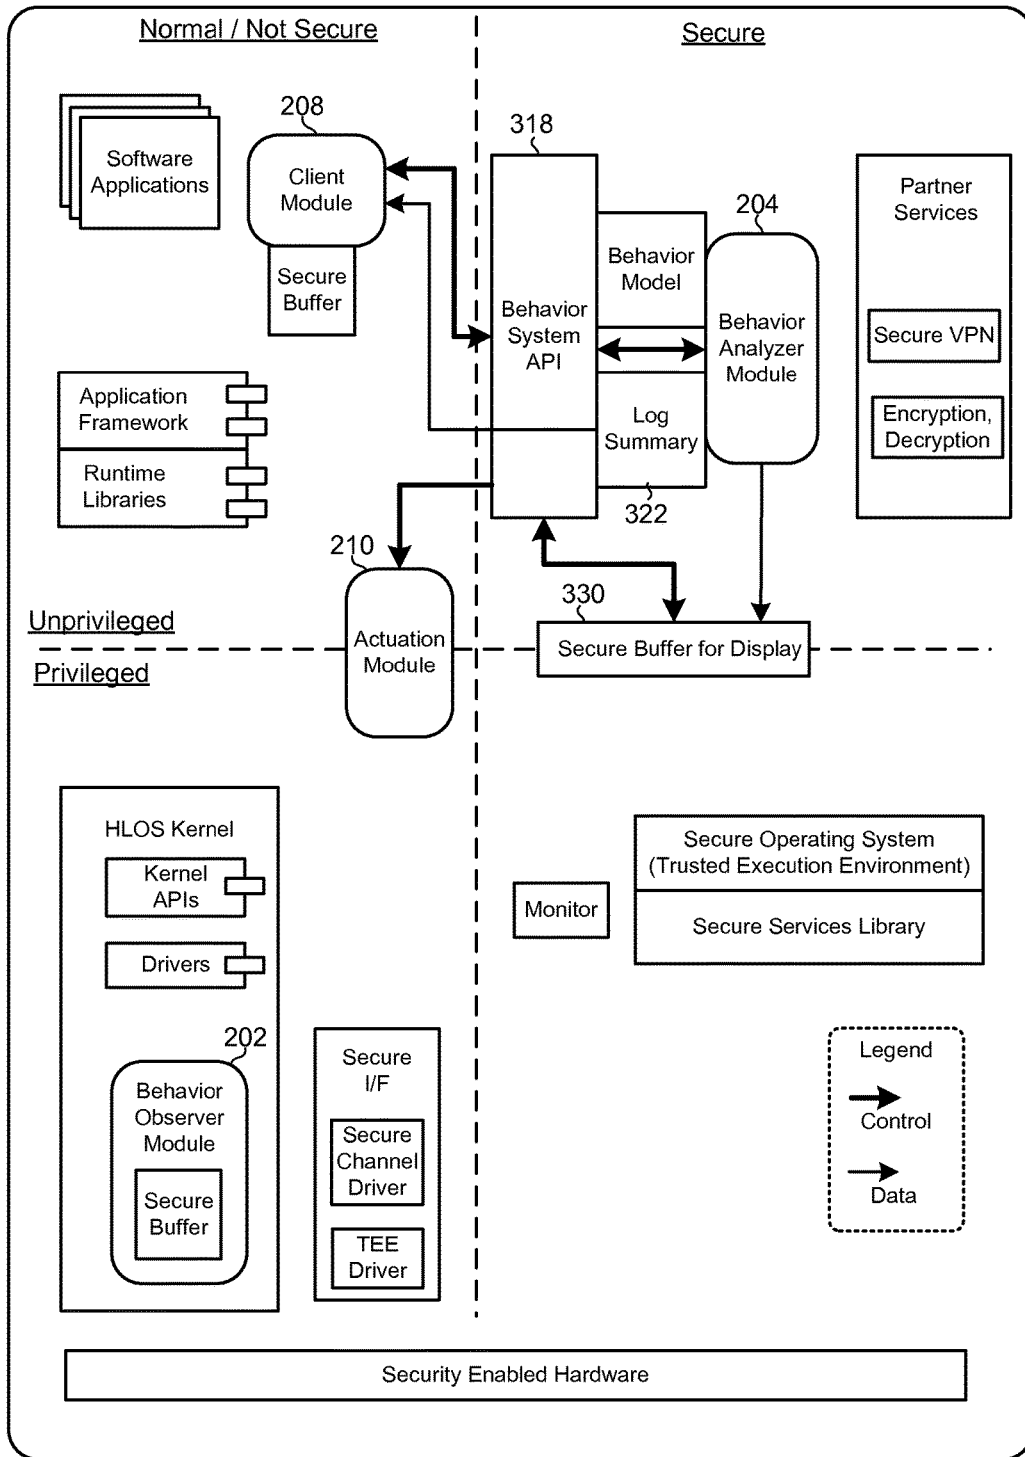 Normal / Not Secure
Secure
208
318
204
Software
Applications
Client
Module
Secure
Buffer
Behavior
System
API
Behavior
Model
Behavior
Analyzer
Module
Log
Summary
322
Partner
Services
Secure VPN
Encryption,
Decryption
Application
Framework
Runtime
Libraries
210
Actuation
Module
330
Secure Buffer for Display
Unprivileged
Privileged
HLOS Kernel
Kernel
APIs
Drivers
202
Behavior
Observer
Module
Secure
Buffer
Secure
I/F
Secure
Channel
Driver
TEE
Driver
Monitor
Secure Operating System
(Trusted Execution Environment)
Secure Services Library
Legend
Control
Data
Security Enabled Hardware